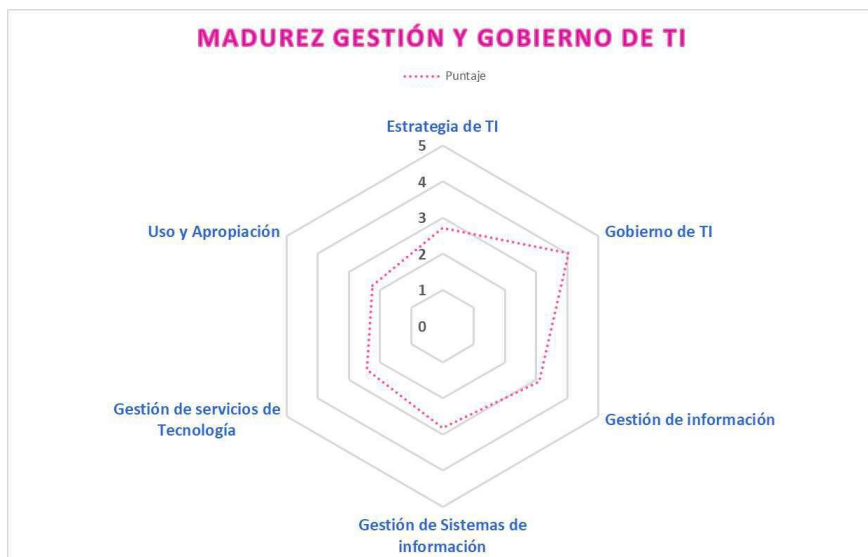 MADUREZ GESTIÓN Y GOBIERNO DE TI
Puntaje
Estrategia de TI
5
4
3
2
1
0
Uso y Apropiación
Gobierno de TI
Gestión de servicios de
Tecnología
Gestión de información
Gestión de Sistemas de
información